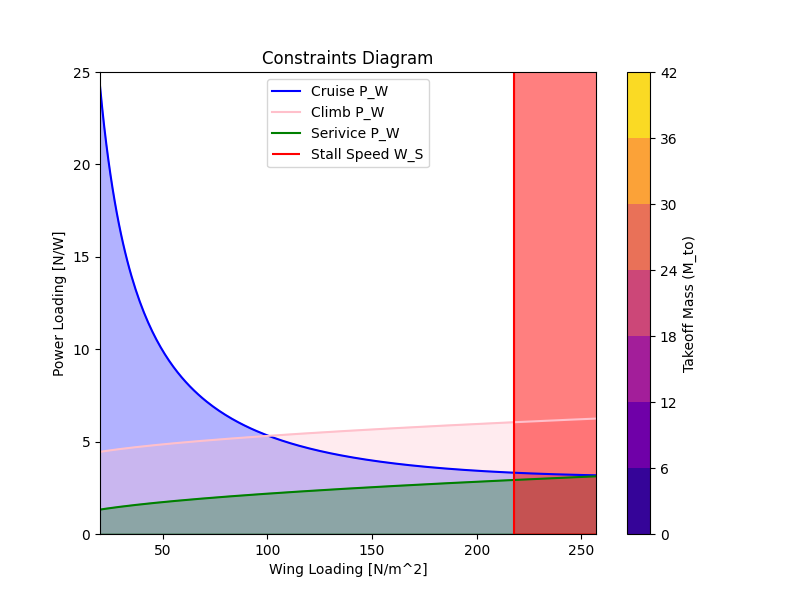 Constraints Diagram
Cruise P_W
Climb P_W
Serivice P_W
Stall Speed W_S
Power Loading [N/W]
25
20
15
10
5
0
50
100
150
200
250
Wing Loading [N/m^2]
42
36
30
24
18
12
6
0
Takeoff Mass (M_to)